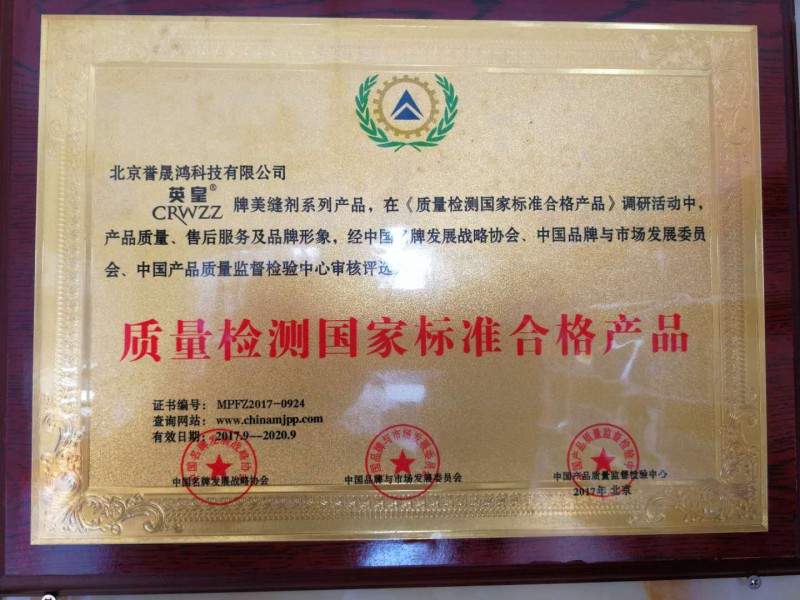 北京誉晟鸿科技有限公司
英皇®
CRWZZ 牌美缝剂系列产品，在《质量检测国家标准合格产品》调研活动中，
产品质量、售后服务及品牌形象，经中国名牌发展战略协会、中国品牌与市场发展委员
会、中国产品质量监督检验中心审核评选
质量检测国家标准合格产品
证书编号： MPFZ2017-0924
查询网站： www.chinamjpp.com
有效日期： 2017.9—2020.9
中国名牌发展战略协会
中国品牌与市场发展委员会
中国产品质量监督检验中心
2017年 北京